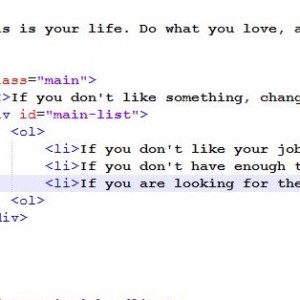 s is your life. Do what you love, a
lass="main">
>If you don't like something, chang
v id="main-list">
<ol>
<li>If you don't like your job
<li>If you don't have enough t
<li>If you are looking for the
<ol>
div>